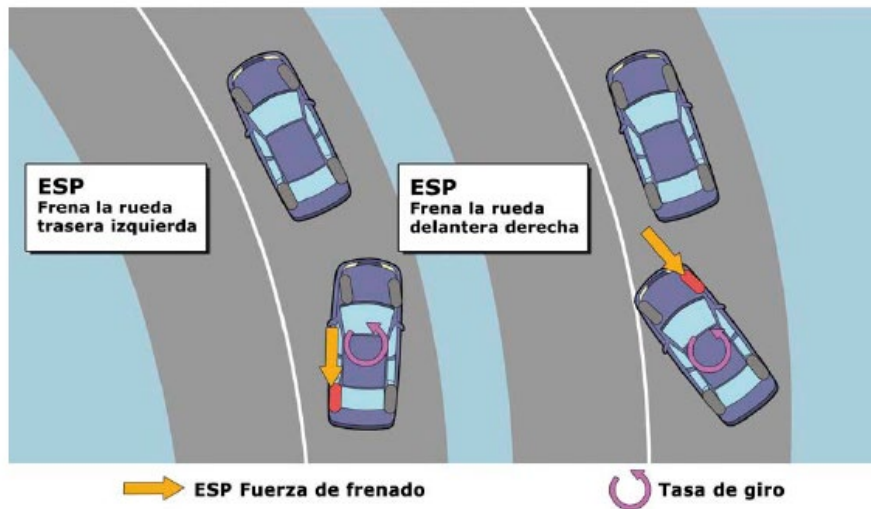 ESP
Frena la rueda
trasera izquierda
ESP
Frena la rueda
delantera derecha
ESP Fuerza de frenado
Tasa de giro